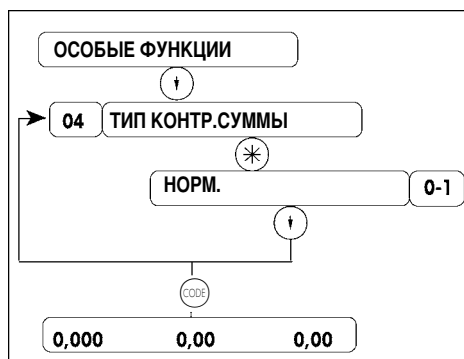 ОСОБЫЕ ФУНКЦИИ
04 ТИП КОНТР.СУММЫ
НОРМ. 0-1
CODE
0,000 0,00 0,00